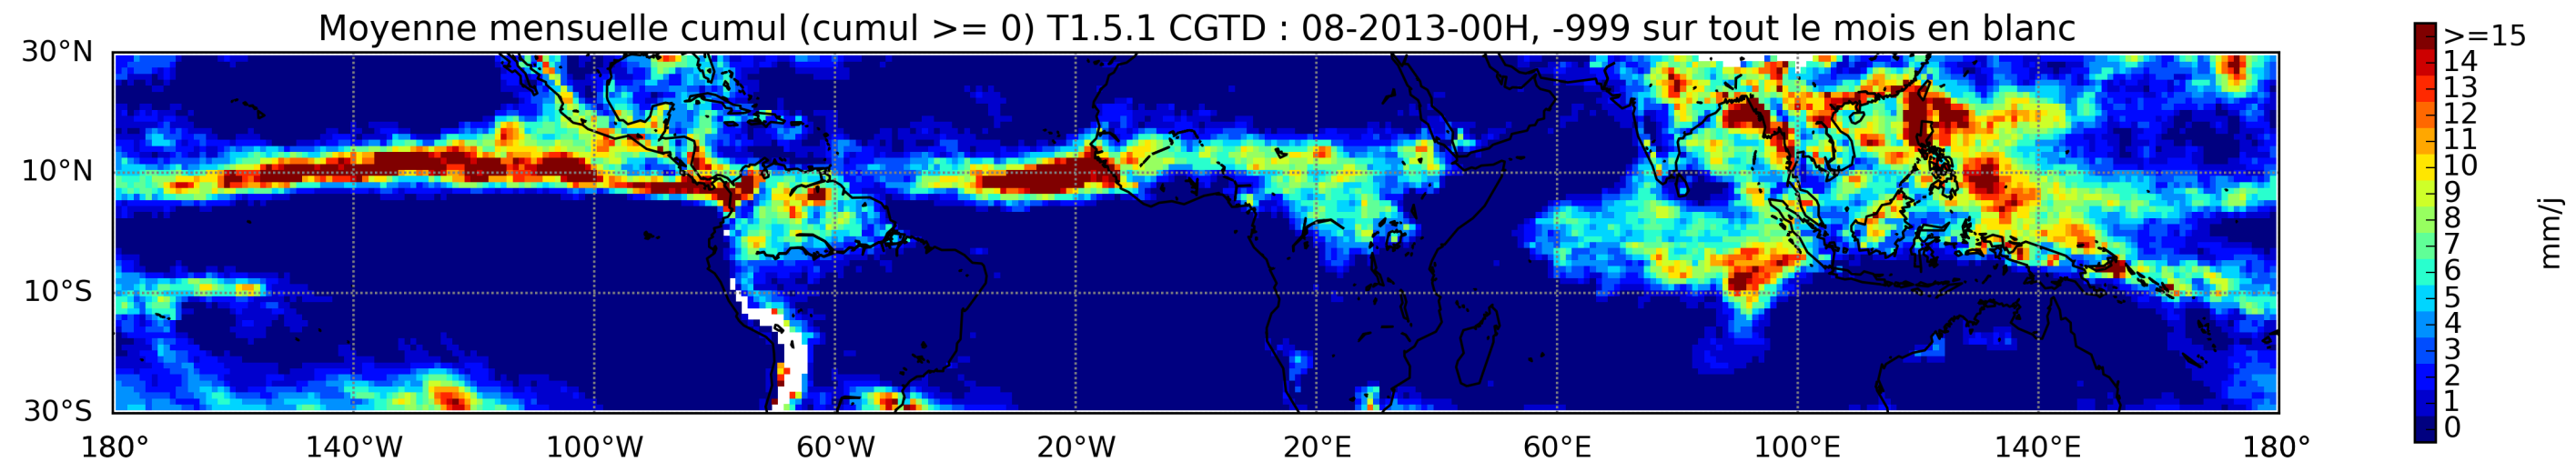 Moyenne mensuelle cumul (cumul >= 0) T1.5.1 CGTD : 08-2013-00H, -999 sur tout le mois en blanc
30°N
10°N
10°S
30°S
180° 140°W 100°W 60°W 20°W 20°E 60°E 100°E 140°E 180°
>=15
14
13
12
11
10
9
8
7
6
5
4
3
2
1
0
mm/j